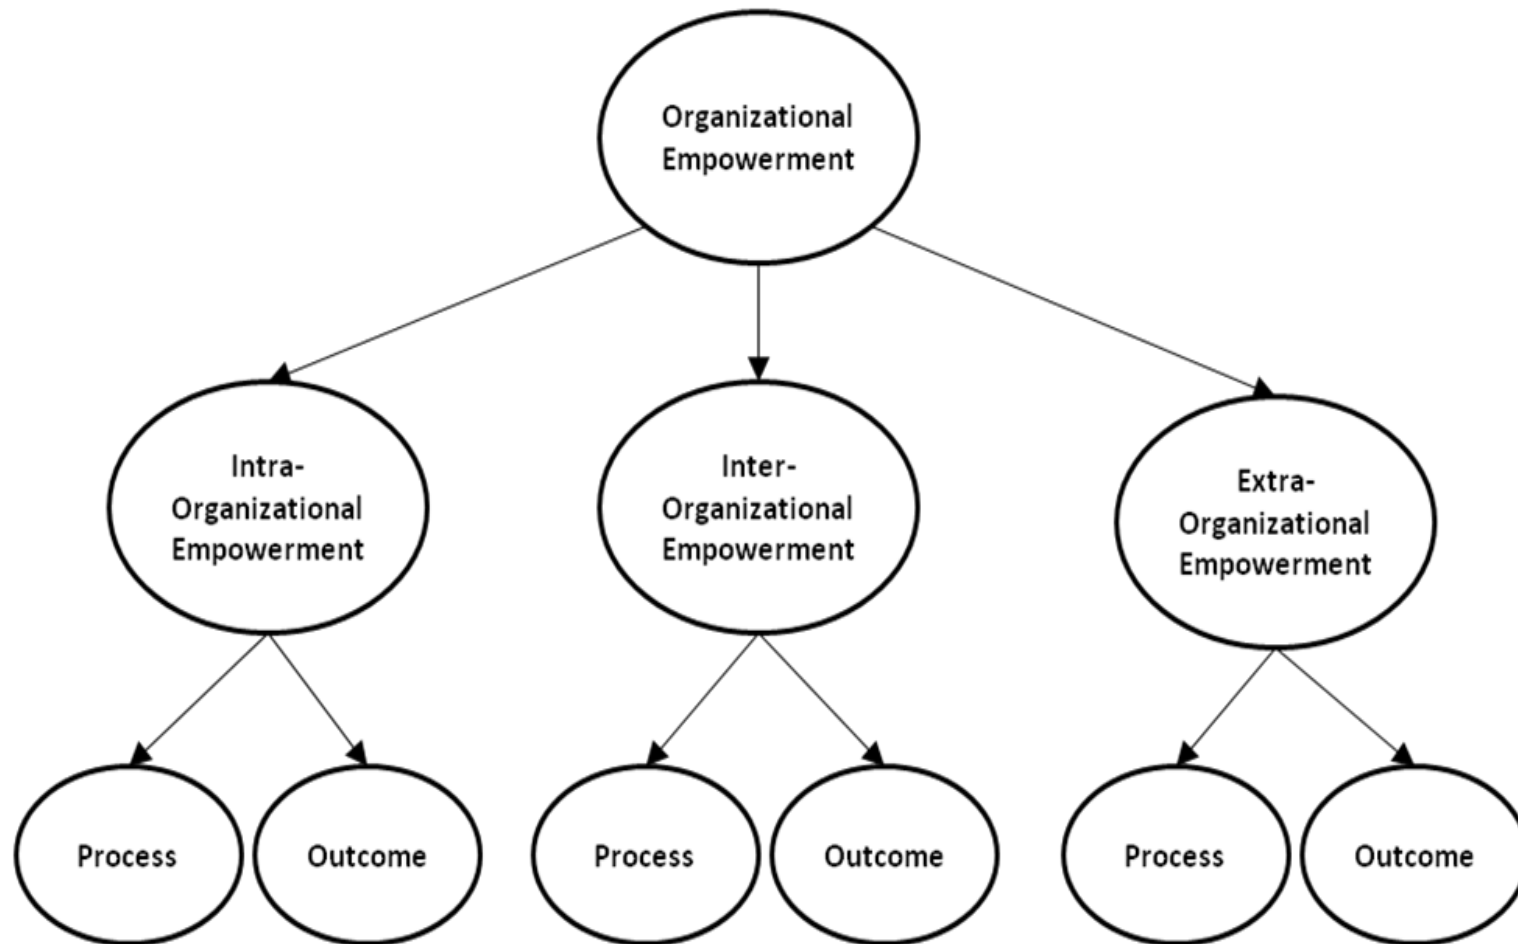 Organizational
Empowerment
Intra-
Organizational
Empowerment
Inter-
Organizational
Empowerment
Extra-
Organizational
Empowerment
Process
Outcome
Process
Outcome
Process
Outcome